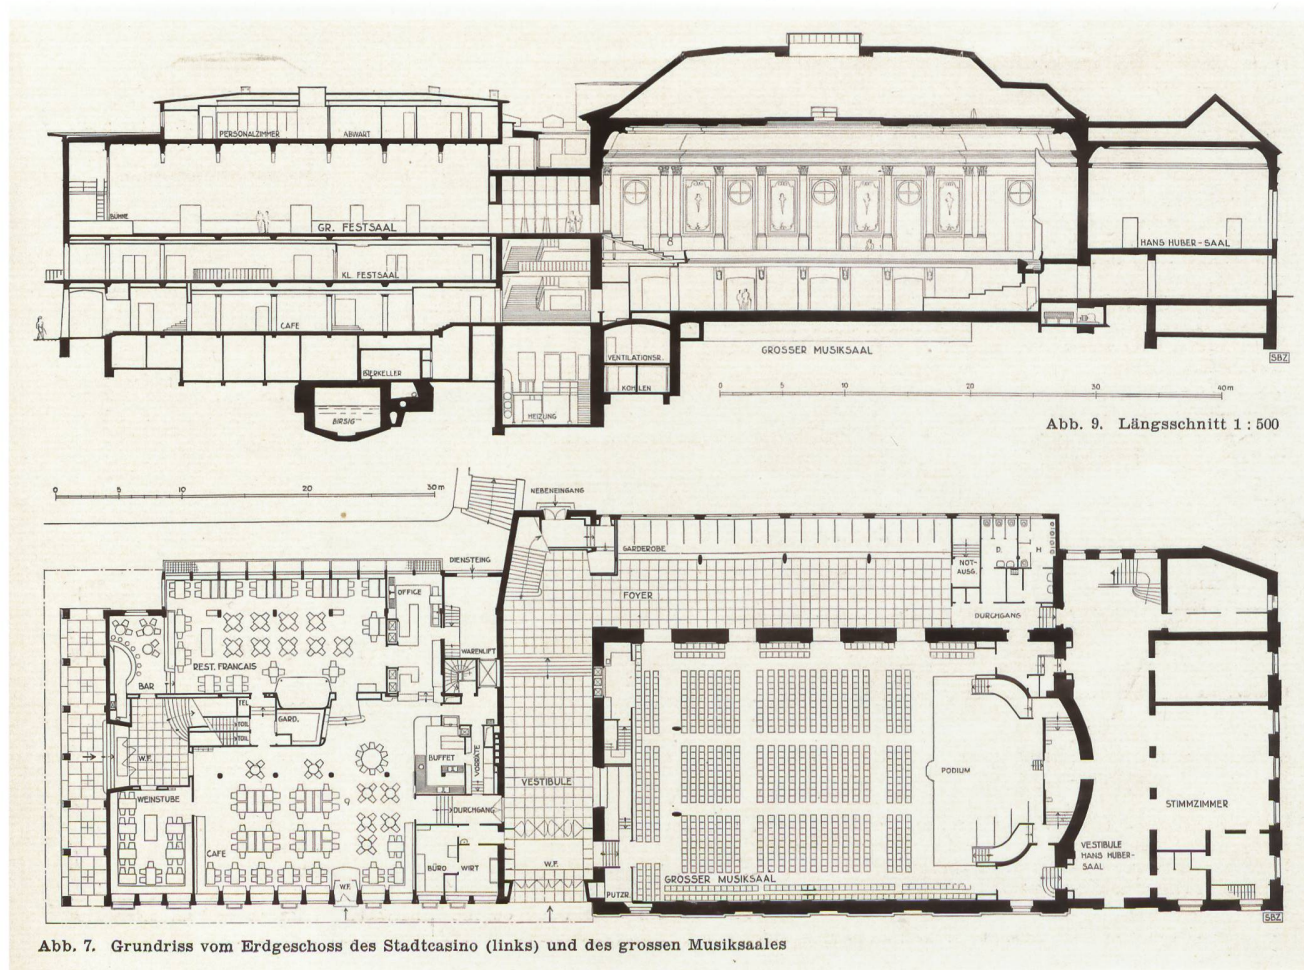 PERSONALZIMMER
ABWART
BÜHNE
GR. FESTSAAL
HANS HUBER-SAAL
KL. FESTSAAL
CAFE
GROSSER MUSIKSAAL
SBZ
VENTILATIONSR.
BIERKELLER
KOHLEN
BIRSIG
HEIZUNG
0 5 10 20 30 40 m
Abb. 9. Längsschnitt 1 : 500
0 5 10 20 30 m
NEBENEINGANG
GARDEROBE
DIENSTEING.
D.
H.
NOT-
AUSG.
OFFICE
FOYER
DURCHGANG
WARENLIFT
REST. FRANCAIS
BAR
TEL
GARD.
TOIL
TOIL
W.F.
BUFFET
VORRÄTE
VESTIBULE
PODIUM
WEINSTUBE
STIMMZIMMER
DURCHGANG
CAFE
VESTIBULE
HANS HUBER-
SAAL
BÜRO
WIRT
W.F.
GROSSER MUSIKSAAL
W.F.
PUTZR.
SBZ
Abb. 7. Grundriss vom Erdgeschoss des Stadtcasino (links) und des grossen Musiksaales